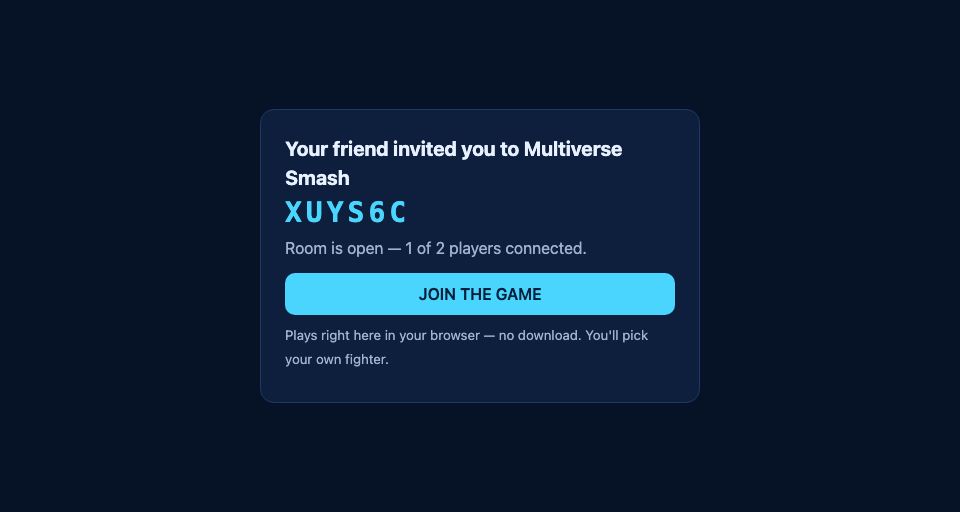 Your friend invited you to Multiverse
Smash
XUYS6C
Room is open — 1 of 2 players connected.
JOIN THE GAME
Plays right here in your browser — no download. You'll pick
your own fighter.